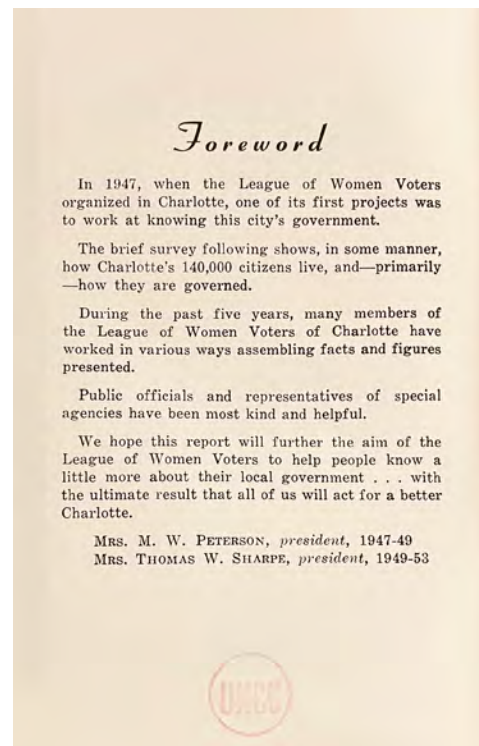 Foreword
In 1947, when the League of Women Voters
organized in Charlotte, one of its first projects was
to work at knowing this city's government.
The brief survey following shows, in some manner,
how Charlotte's 140,000 citizens live, and—primarily
—how they are governed.
During the past five years, many members of
the League of Women Voters of Charlotte have
worked in various ways assembling facts and figures
presented.
Public officials and representatives of special
agencies have been most kind and helpful.
We hope this report will further the aim of the
League of Women Voters to help people know a
little more about their local government . . . with
the ultimate result that all of us will act for a better
Charlotte.
MRS. M. W. PETERSON, president, 1947-49
MRS. THOMAS W. SHARPE, president, 1949-53
UNCC